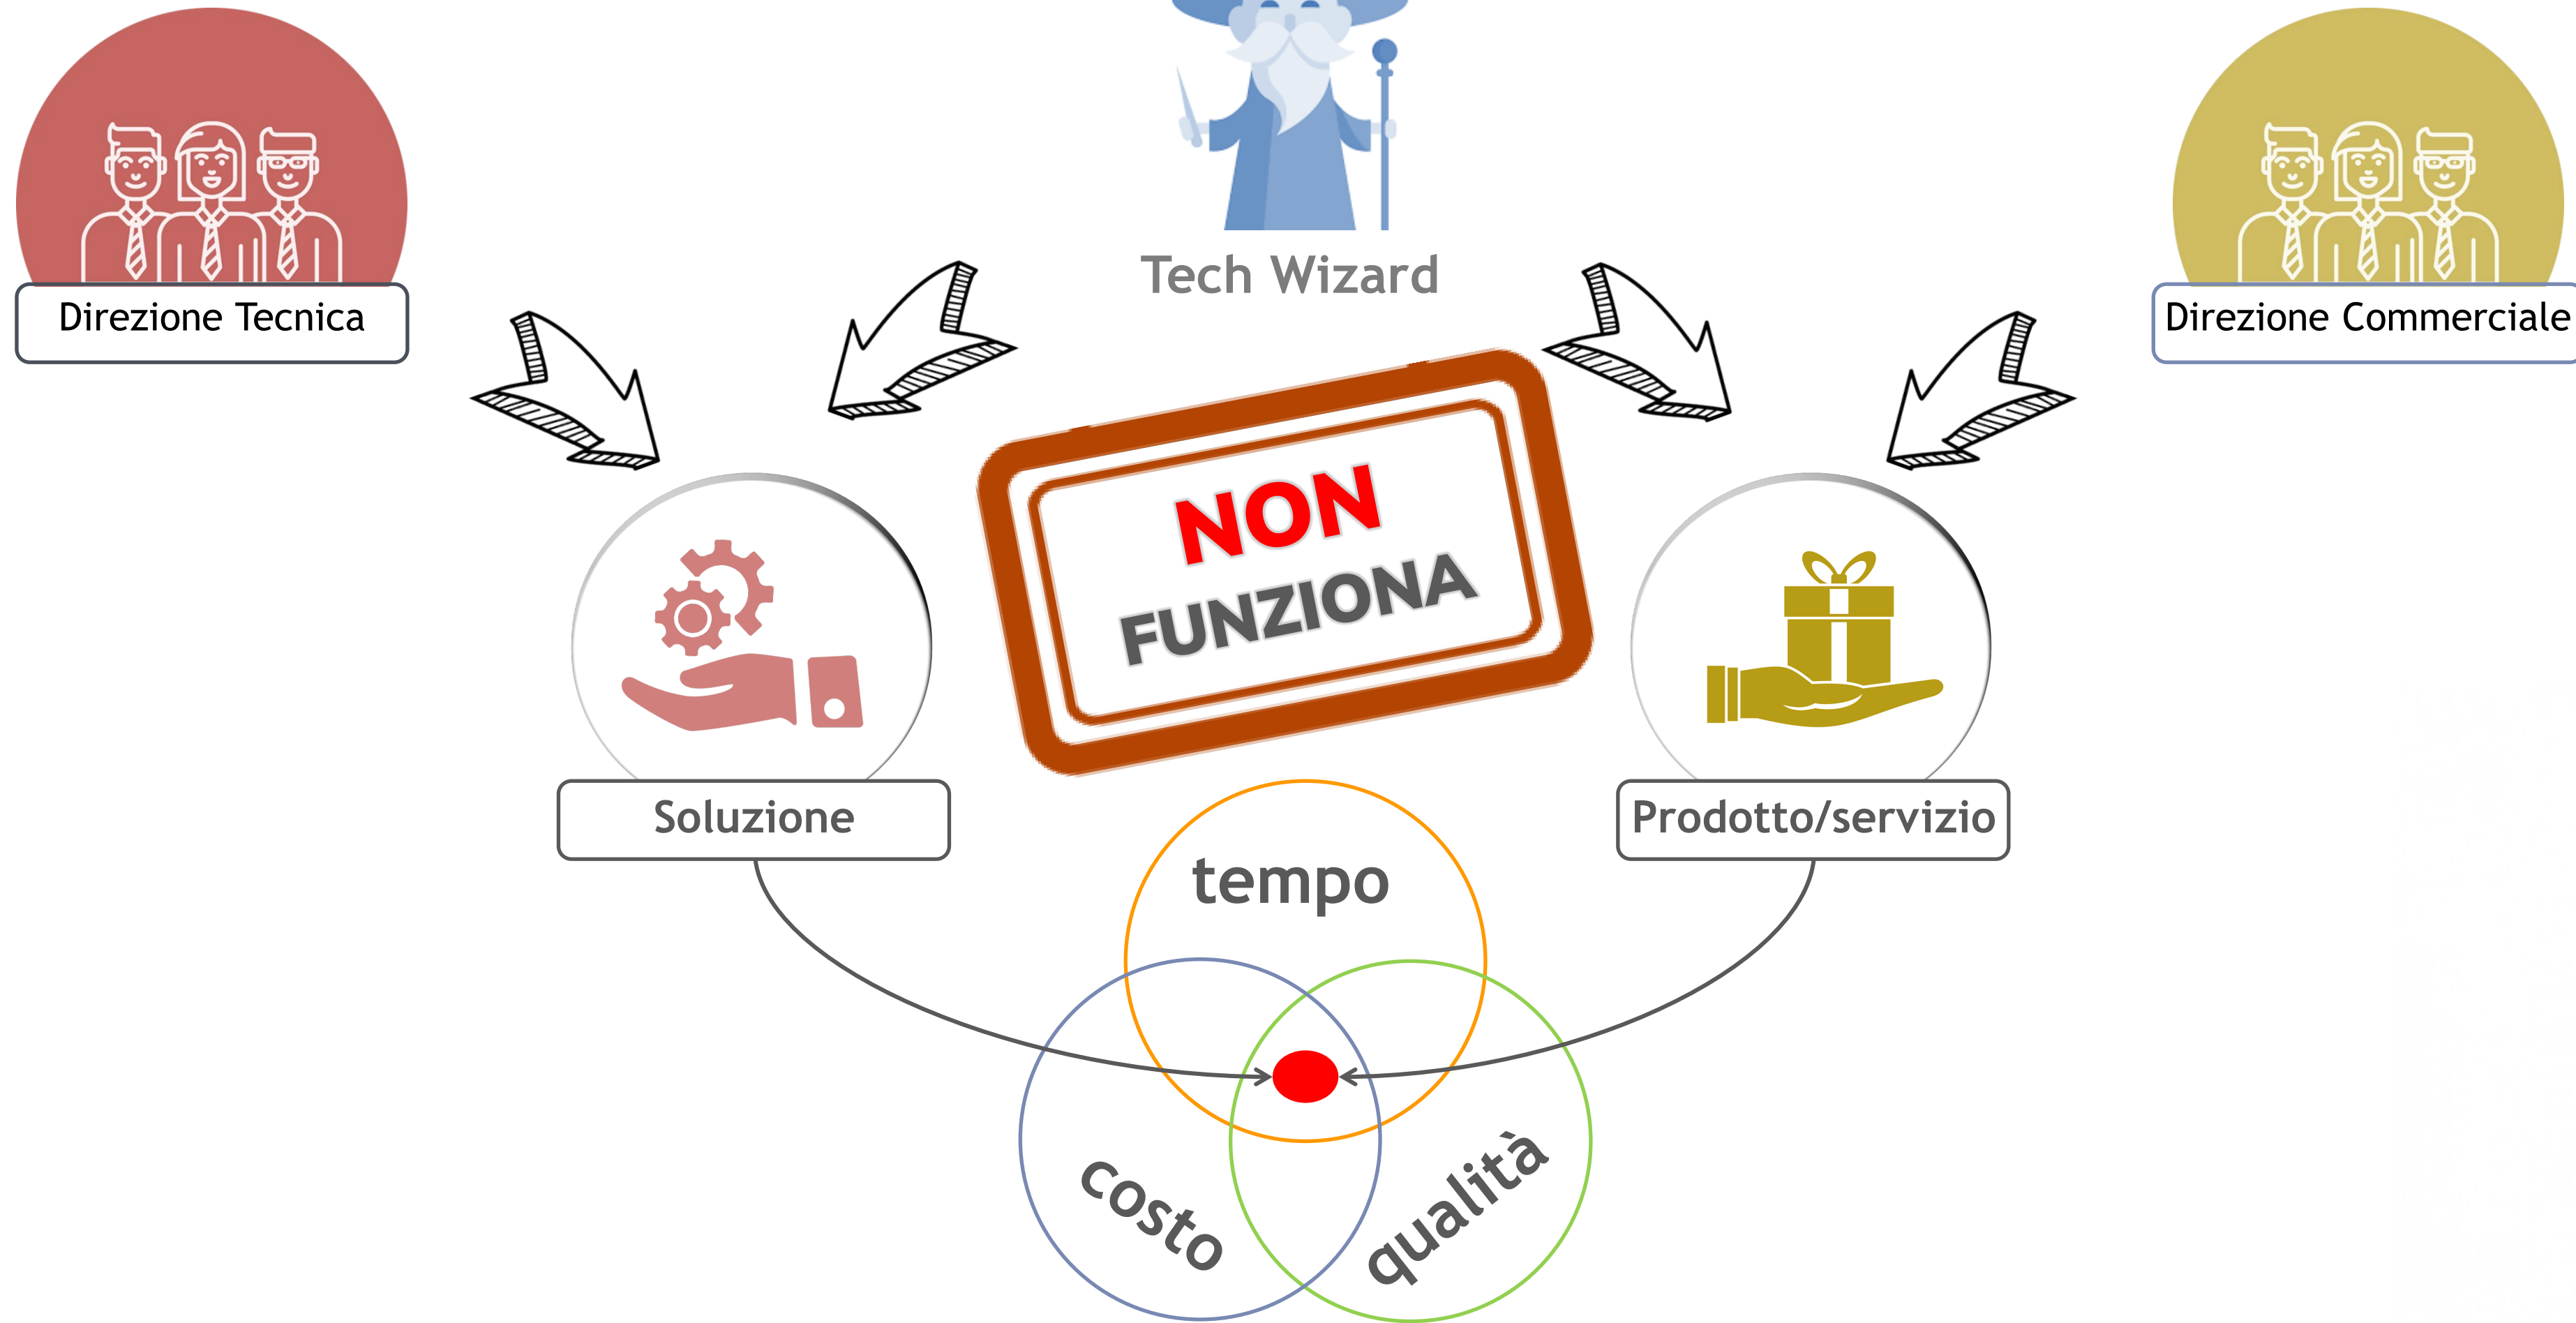 Tech Wizard
Direzione Tecnica
Direzione Commerciale
NON
FUNZIONA
Soluzione
Prodotto/servizio
tempo
costo
qualità